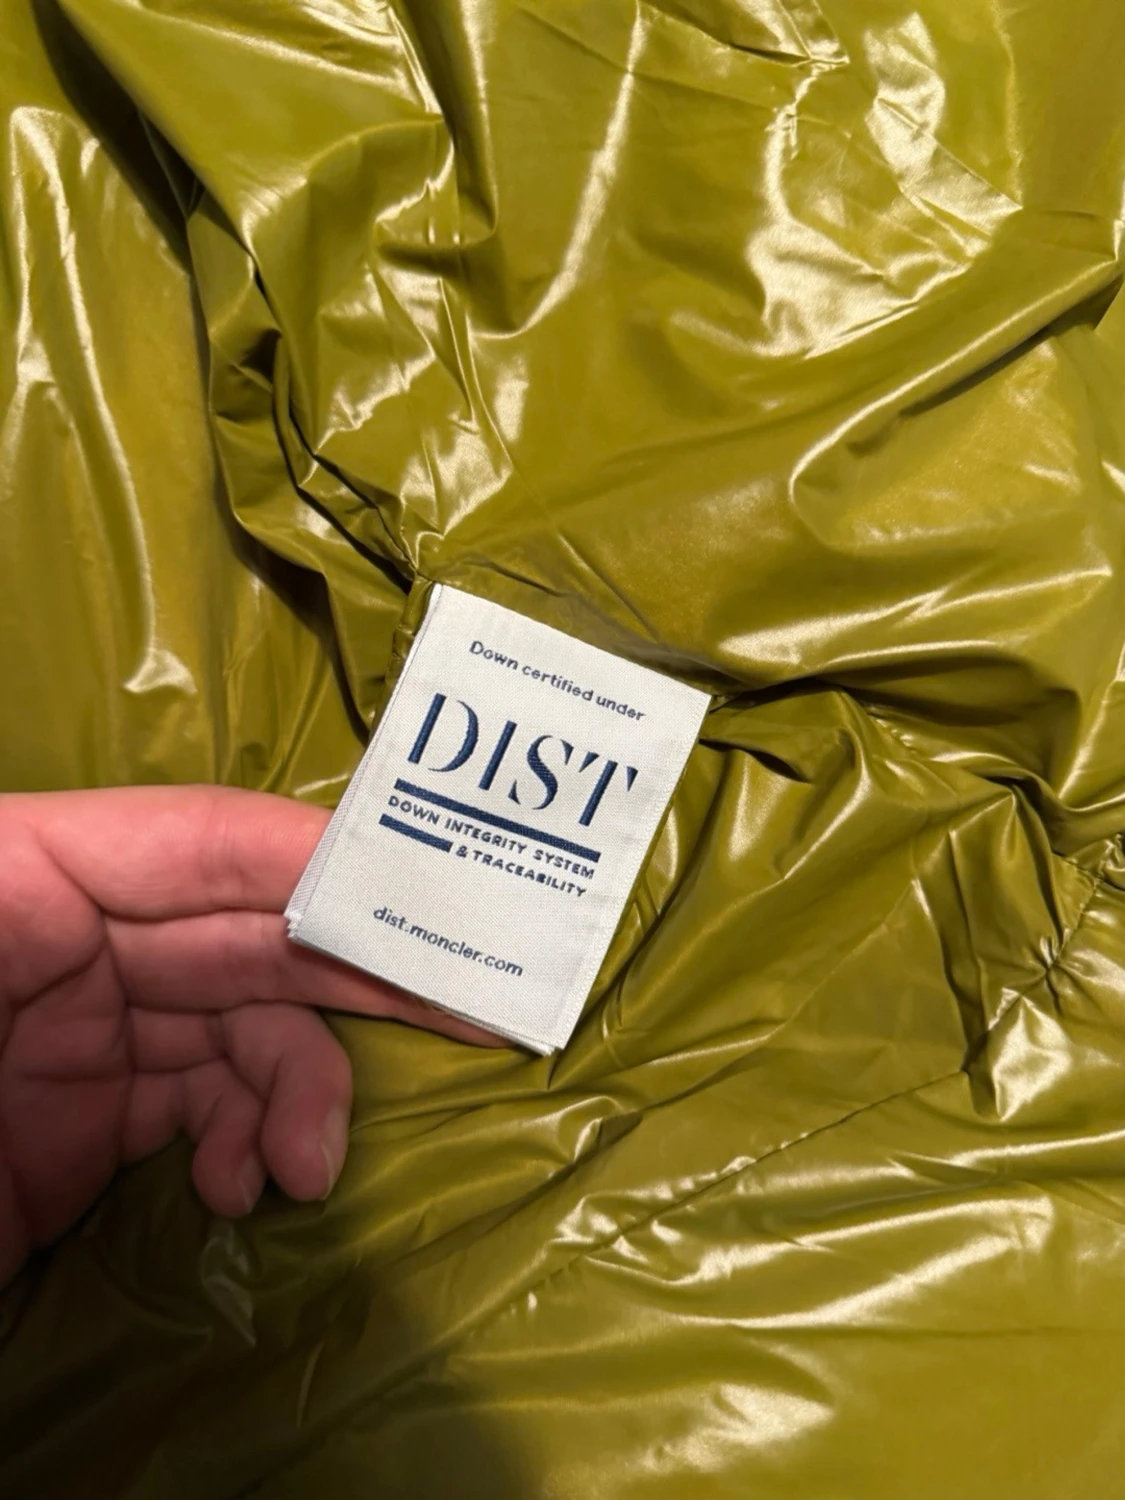 Down certified under
DIST
DOWN INTEGRITY SYSTEM
& TRACEABILITY
dist.moncler.com